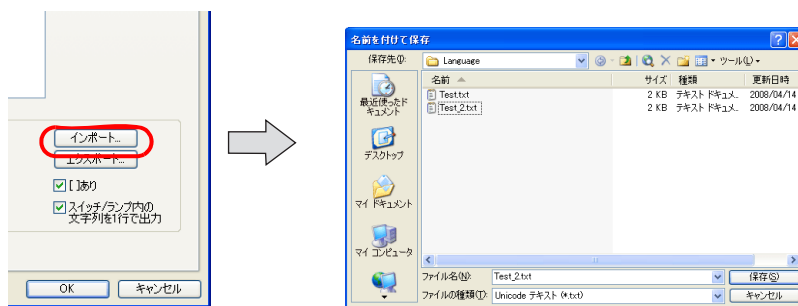 インポート...
エクスポート...
[ ]あり
スイッチ/ランプ内の
文字列を1行で出力
OK キャンセル
名前を付けて保存
保存先(I): Language ツール(L)
名前 サイズ 種類 更新日時
Test.txt 2 KB テキスト ドキュメ... 2008/04/14
Test_2.txt 2 KB テキスト ドキュメ... 2008/04/14
最近使ったド
キュメント
デスクトップ
マイ ドキュメント
マイ コンピュータ
ファイル名(N): Test_2.txt 保存(S)
ファイルの種類(T): Unicode テキスト (*.txt) キャンセル